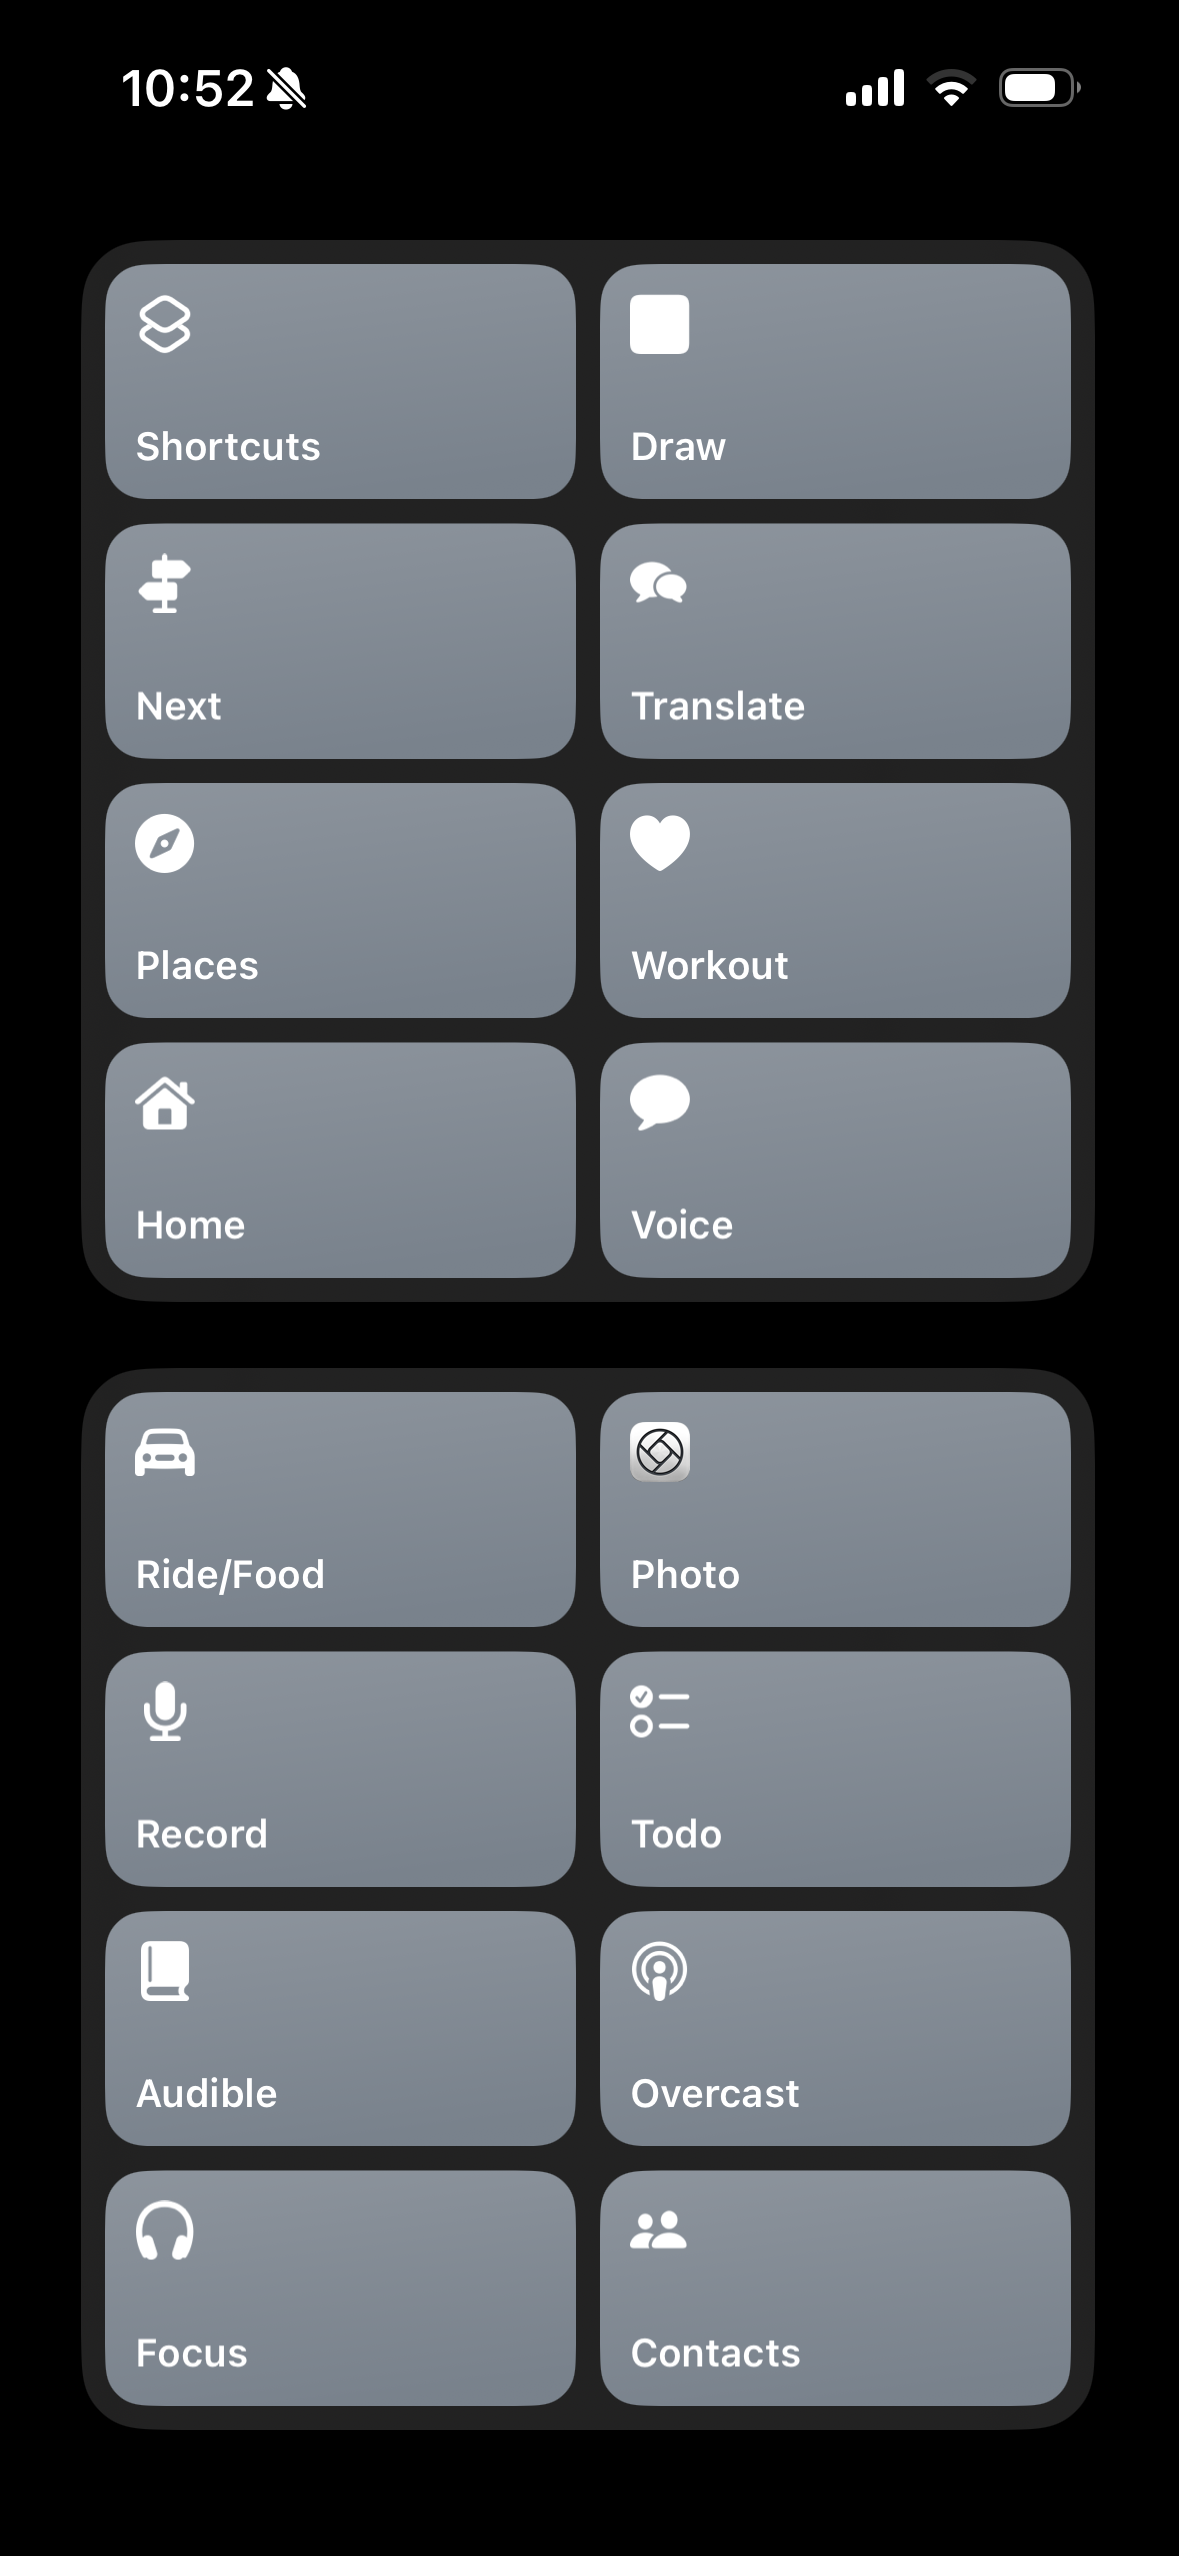 10:52
Shortcuts
Draw
Next
Translate
Places
Workout
Home
Voice
Ride/Food
Photo
Record
Todo
Audible
Overcast
Focus
Contacts